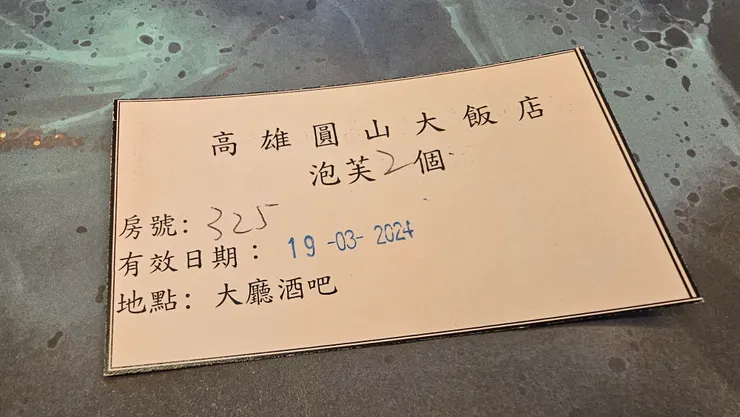 高雄圓山大飯店
泡芙2個
房號：325
有效日期：19-03-2024
地點：大廳酒吧